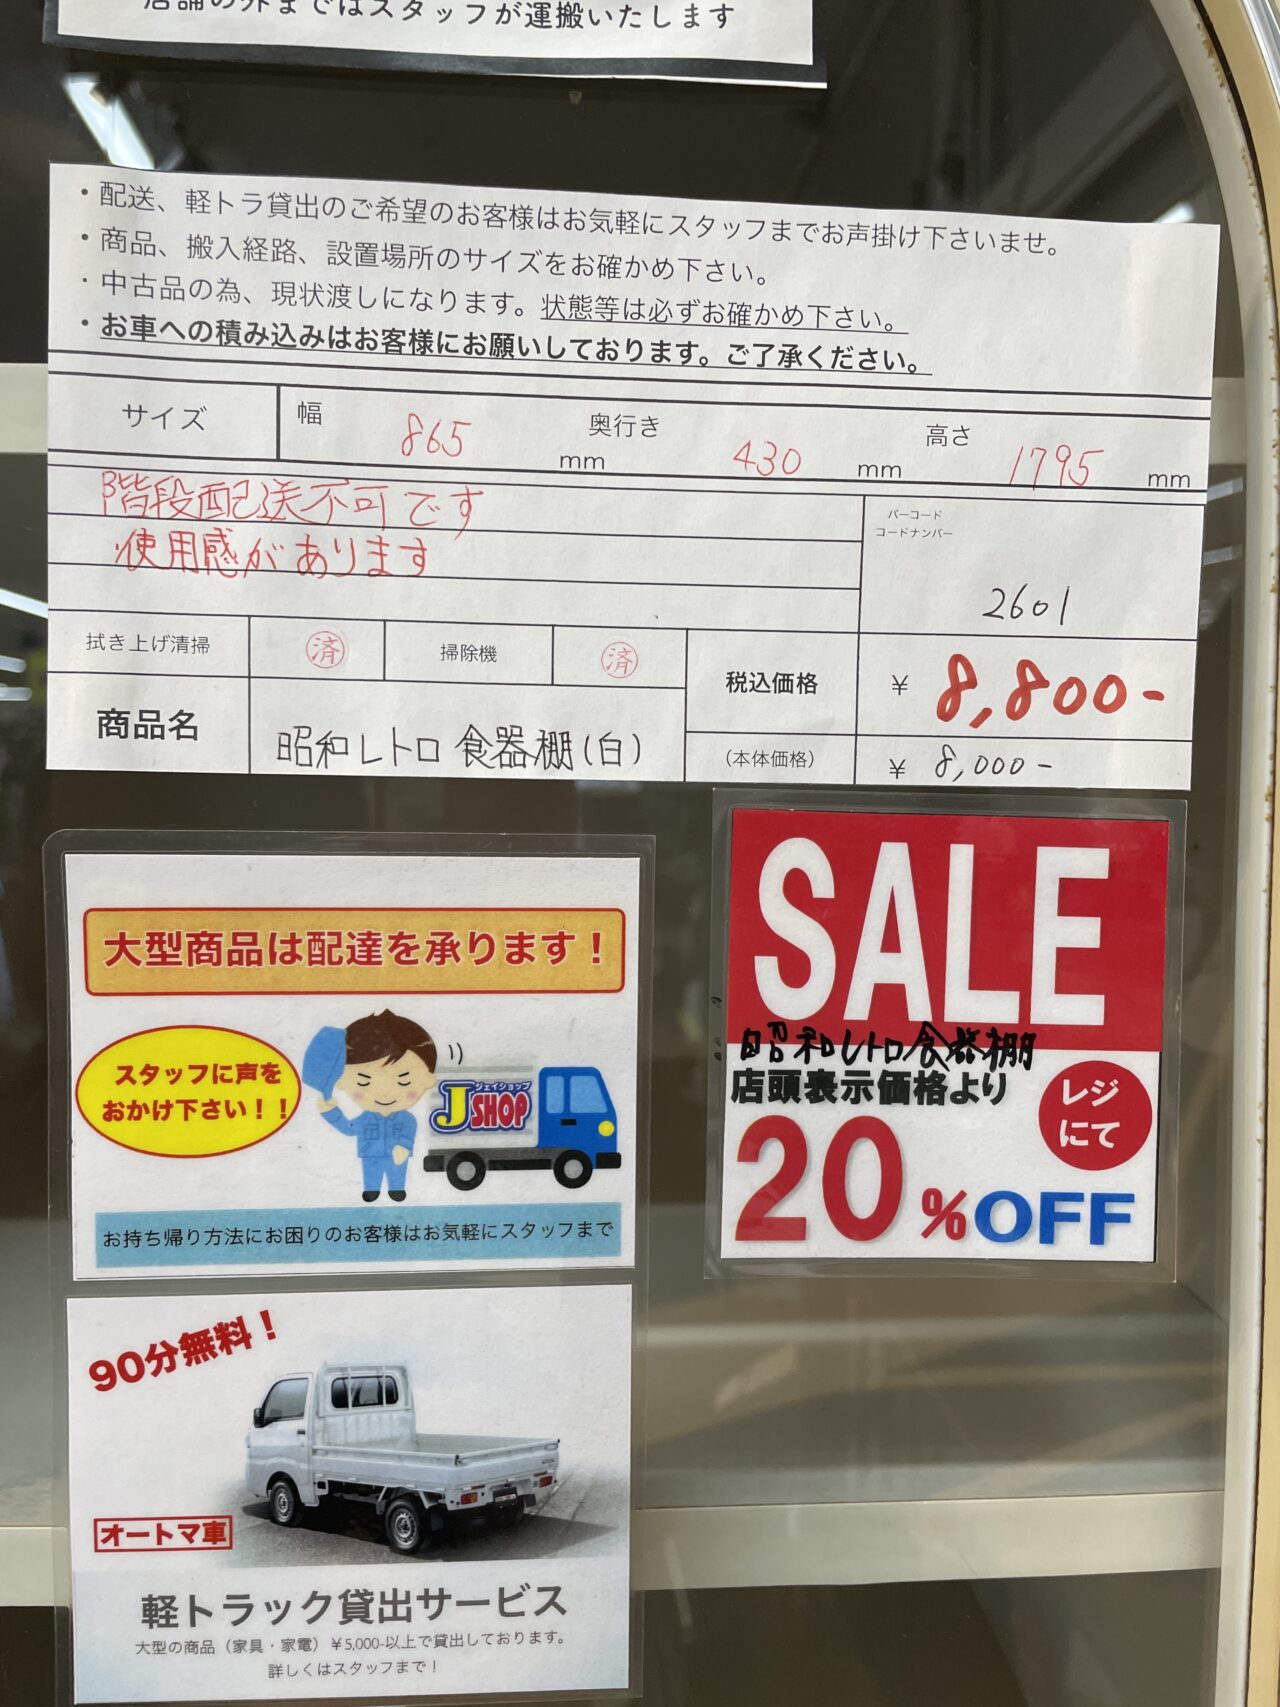 店舗の外まではスタッフが運搬いたします
・配送、軽トラ貸出のご希望のお客様はお気軽にスタッフまでお声掛け下さいませ。
・商品、搬入経路、設置場所のサイズをお確かめ下さい。
・中古品の為、現状渡しになります。状態等は必ずお確かめ下さい。
・お車への積み込みはお客様にお願いしております。ご了承ください。
サイズ 幅 865 mm 奥行き 430 mm 高さ 1795 mm
階段配送不可です
使用感があります
バーコード
コードナンバー
2601
拭き上げ清掃 済 掃除機 済
税込価格 ¥ 8,800-
商品名 昭和レトロ 食器棚(白)
(本体価格) ¥ 8,000-
大型商品は配達を承ります！
スタッフに声を
おかけ下さい！！
ジェイショップ
J SHOP
お持ち帰り方法にお困りのお客様はお気軽にスタッフまで
SALE
昭和レトロ食器棚
店頭表示価格より
レジ
にて
20%OFF
90分無料！
オートマ車
軽トラック貸出サービス
大型の商品（家具・家電）¥5,000-以上で貸出しております。
詳しくはスタッフまで！